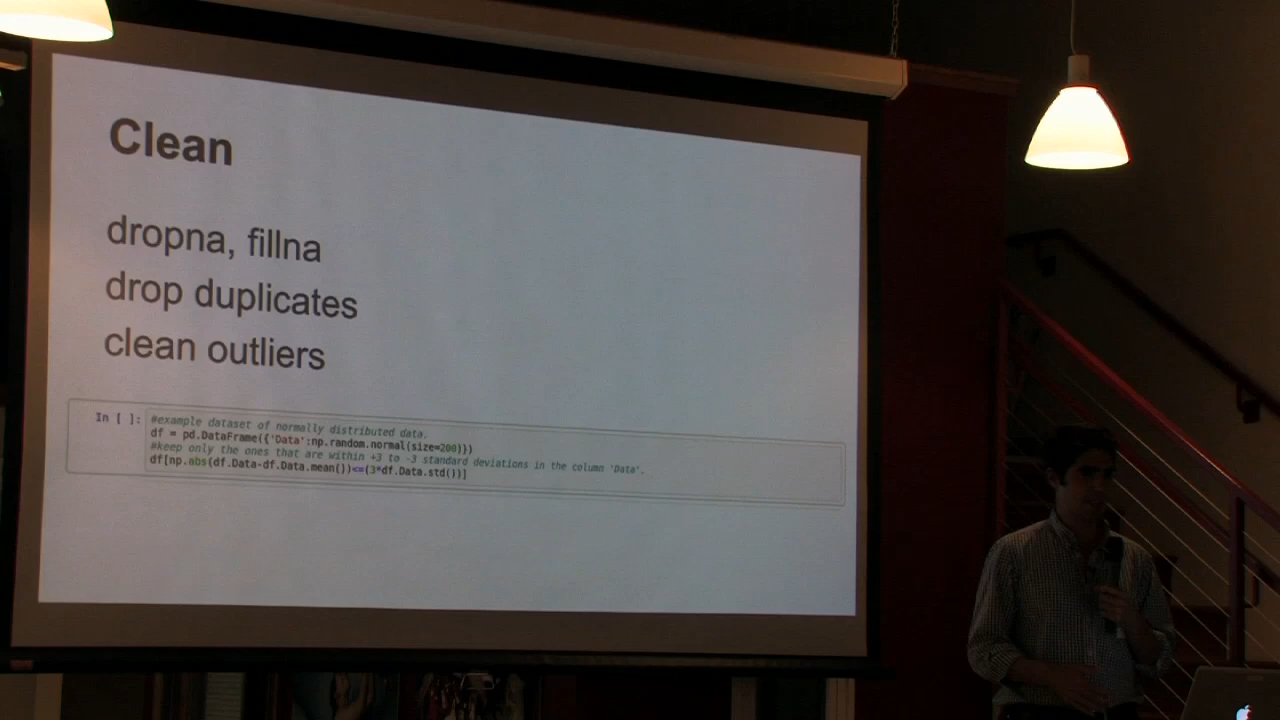 Clean
dropna, fillna
drop duplicates
clean outliers
In [ ]:
#example dataset of normally distributed data.
df = pd.DataFrame({'Data':np.random.normal(size=200)})
#keep only the ones that are within +3 to -3 standard deviations in the column 'Data'.
df[np.abs(df.Data-df.Data.mean())<=(3*df.Data.std())]